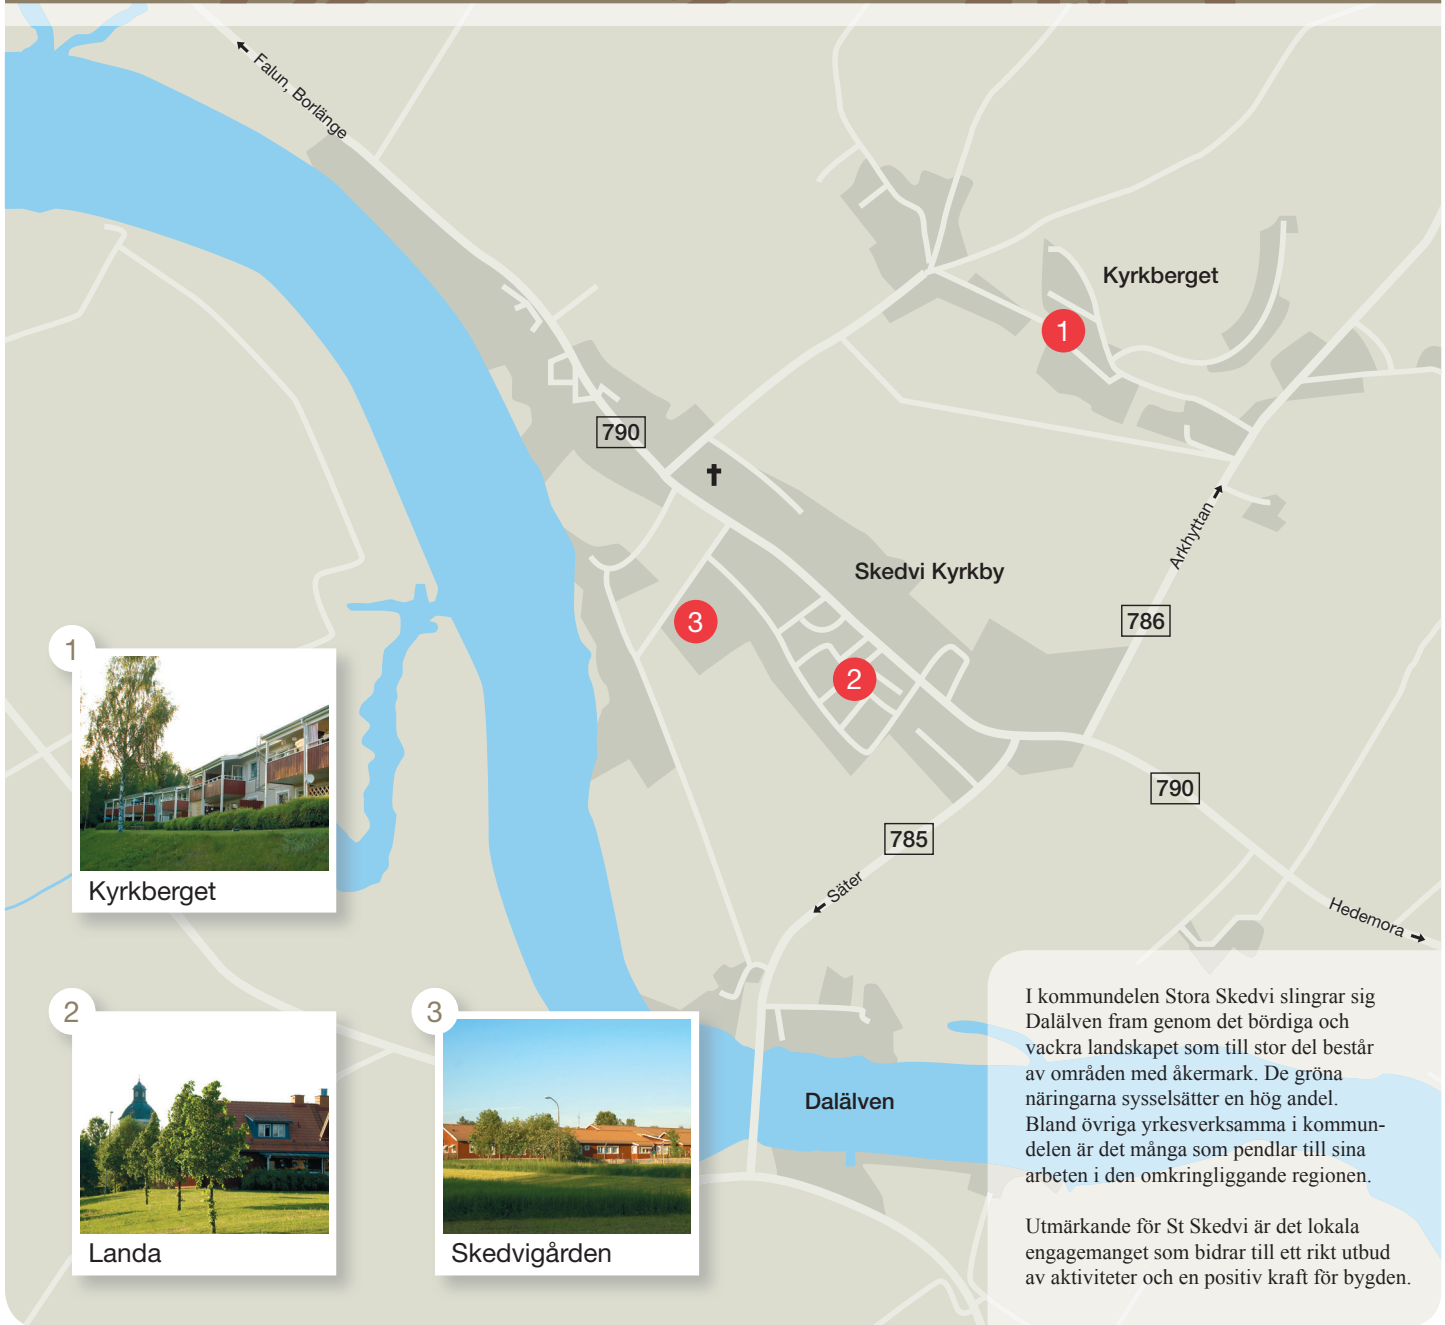 Falun, Borlänge
Kyrkberget
1
790
Skedvi Kyrkby
Arkhyttan
3
786
2
790
785
Säter
Hedemora
Dalälven
1
Kyrkberget
2
Landa
3
Skedvigården
I kommundelen Stora Skedvi slingrar sig
Dalälven fram genom det bördiga och
vackra landskapet som till stor del består
av områden med åkermark. De gröna
näringarna sysselsätter en hög andel.
Bland övriga yrkesverksamma i kommun-
delen är det många som pendlar till sina
arbeten i den omkringliggande regionen.
Utmärkande för St Skedvi är det lokala
engagemanget som bidrar till ett rikt utbud
av aktiviteter och en positiv kraft för bygden.